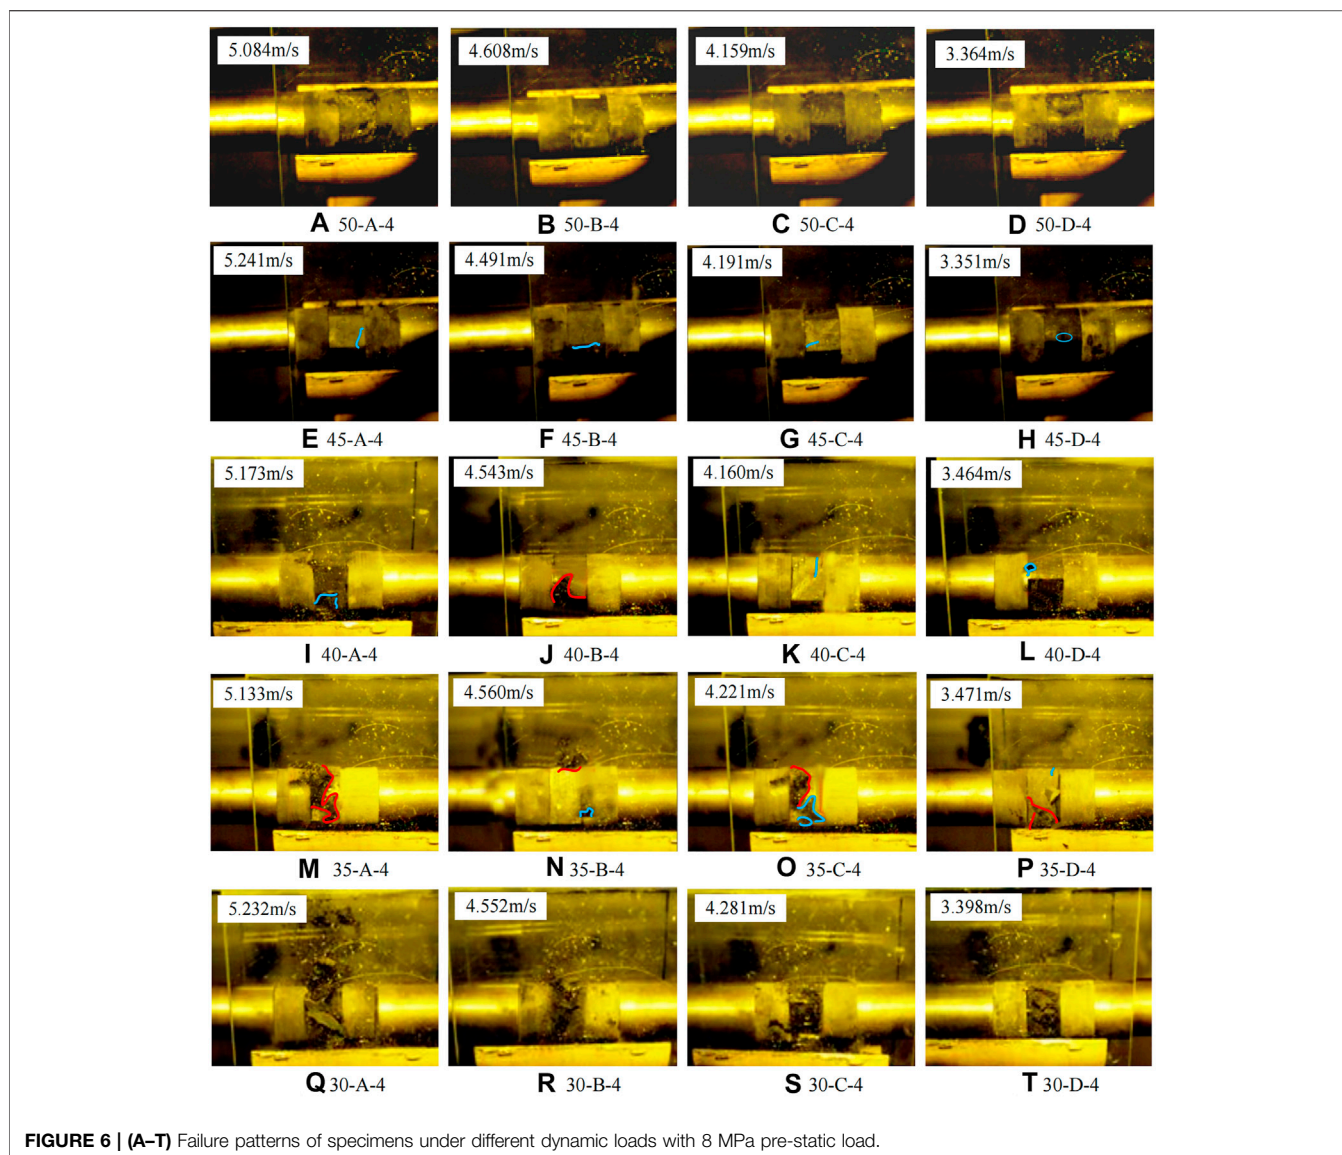 5.084m/s 4.608m/s 4.159m/s 3.364m/s
A 50-A-4 B 50-B-4 C 50-C-4 D 50-D-4
5.241m/s 4.491m/s 4.191m/s 3.351m/s
E 45-A-4 F 45-B-4 G 45-C-4 H 45-D-4
5.173m/s 4.543m/s 4.160m/s 3.464m/s
I 40-A-4 J 40-B-4 K 40-C-4 L 40-D-4
5.133m/s 4.560m/s 4.221m/s 3.471m/s
M 35-A-4 N 35-B-4 O 35-C-4 P 35-D-4
5.232m/s 4.552m/s 4.281m/s 3.398m/s
Q 30-A-4 R 30-B-4 S 30-C-4 T 30-D-4
FIGURE 6 | (A–T) Failure patterns of specimens under different dynamic loads with 8 MPa pre-static load.